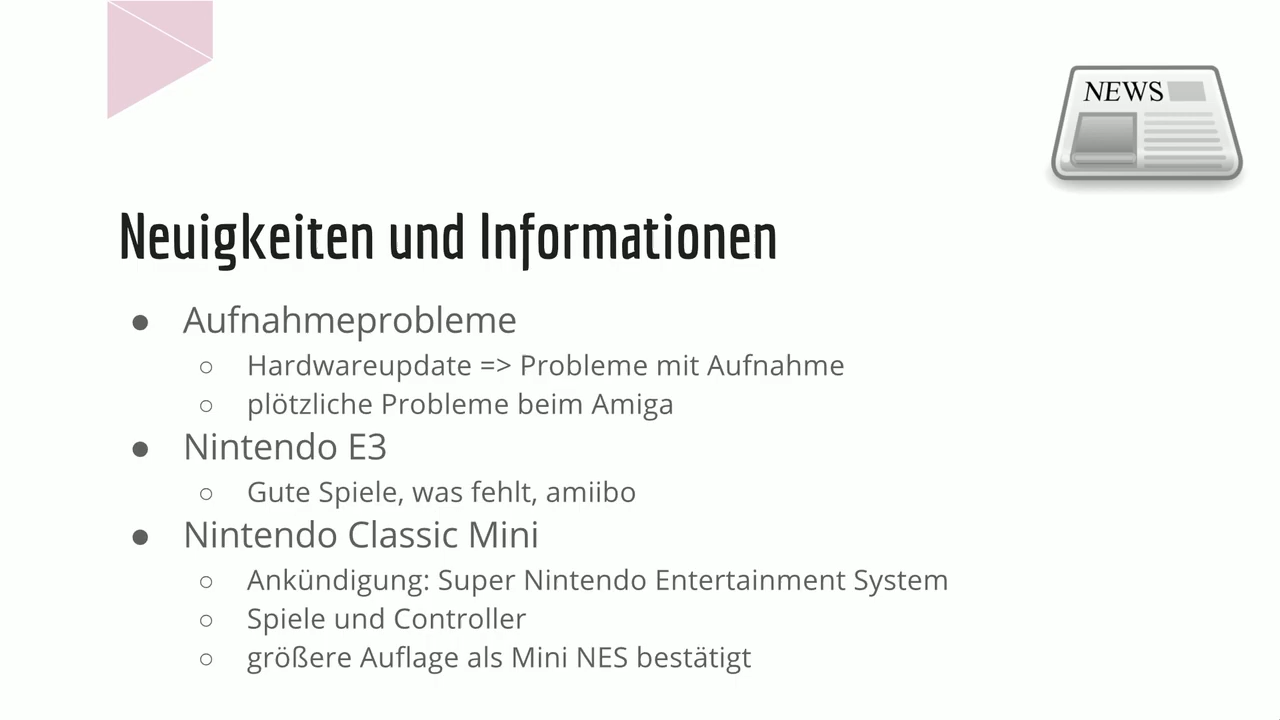 NEWS
Neuigkeiten und Informationen
● Aufnahmeprobleme
○ Hardwareupdate => Probleme mit Aufnahme
○ plötzliche Probleme beim Amiga
● Nintendo E3
○ Gute Spiele, was fehlt, amiibo
● Nintendo Classic Mini
○ Ankündigung: Super Nintendo Entertainment System
○ Spiele und Controller
○ größere Auflage als Mini NES bestätigt